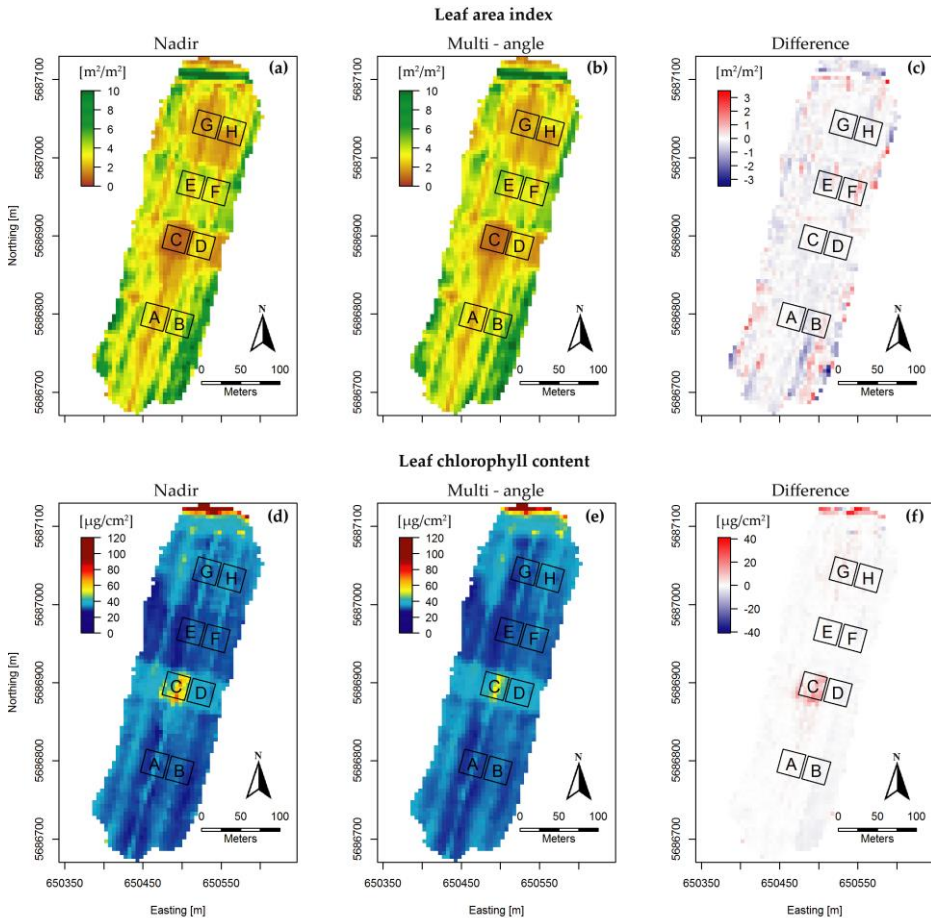 Leaf area index
Nadir Multi - angle Difference
[m²/m²] (a) [m²/m²] (b) [m²/m²] (c)
5687100
10 10 3
8 8 2
6 6 1
4 4 0
2 2 -1
0 0 -2
-3
G H G H G H
5687000
E F E F E F
Northing [m]
5686900
C D C D C D
5686800
A B A B A B
N N N
0 50 100 0 50 100 0 50 100
Meters Meters Meters
5686700
Leaf chlorophyll content
Nadir Multi - angle Difference
[µg/cm²] (d) [µg/cm²] (e) [µg/cm²] (f)
5687100
120 120 40
100 100 20
80 80 0
60 60 -20
40 40 -40
20 20
0 0
G H G H G H
5687000
E F E F E F
Northing [m]
5686900
C D C D C D
5686800
A B A B A B
N N N
0 50 100 0 50 100 0 50 100
Meters Meters Meters
5686700
650350 650450 650550 650350 650450 650550 650350 650450 650550
Easting [m] Easting [m] Easting [m]